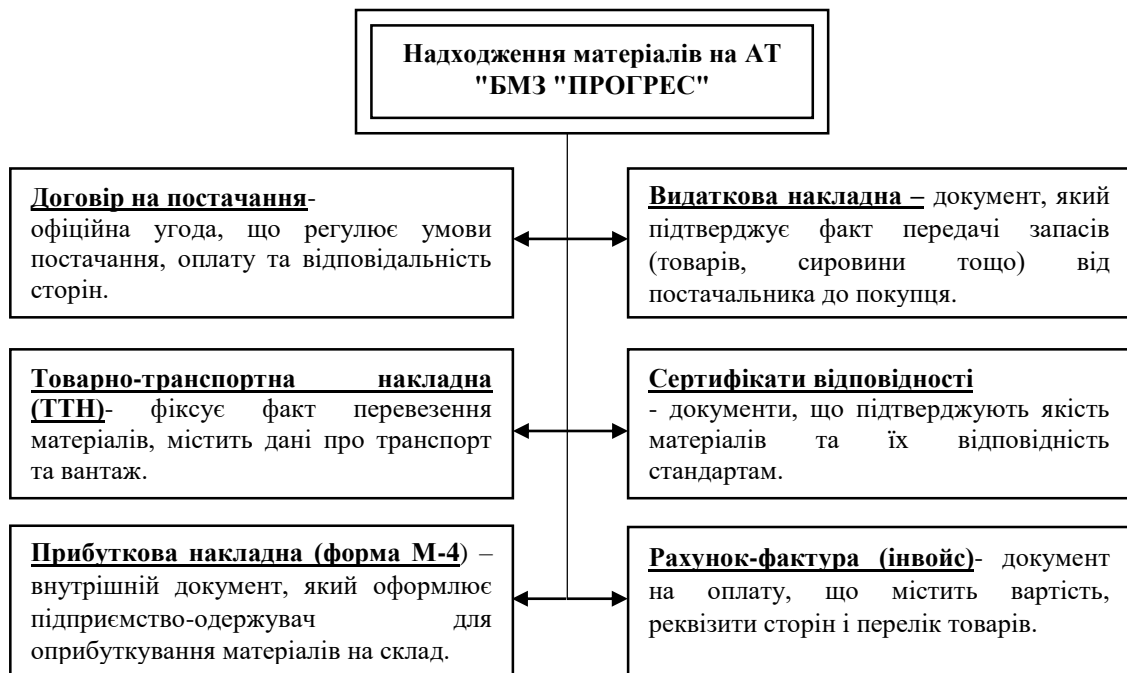 Надходження матеріалів на АТ
"БМЗ "ПРОГРЕС"
Договір на постачання-
офіційна угода, що регулює умови
постачання, оплату та відповідальність
сторін.
Видаткова накладна – документ, який
підтверджує факт передачі запасів
(товарів, сировини тощо) від
постачальника до покупця.
Товарно-транспортна накладна
(ТТН)- фіксує факт перевезення
матеріалів, містить дані про транспорт
та вантаж.
Сертифікати відповідності
- документи, що підтверджують якість
матеріалів та їх відповідність
стандартам.
Прибуткова накладна (форма М-4) –
внутрішній документ, який оформлює
підприємство-одержувач для
оприбуткування матеріалів на склад.
Рахунок-фактура (інвойс)- документ
на оплату, що містить вартість,
реквізити сторін і перелік товарів.